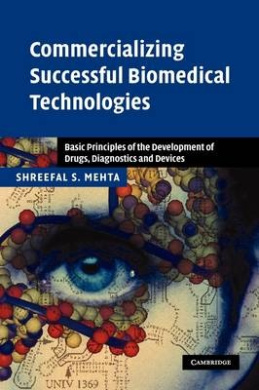 Commercializing
Successful Biomedical
Technologies
Basic Principles of the Development of
Drugs, Diagnostics and Devices
SHREEFAL S. MEHTA
CAMBRIDGE
UNIV 1369